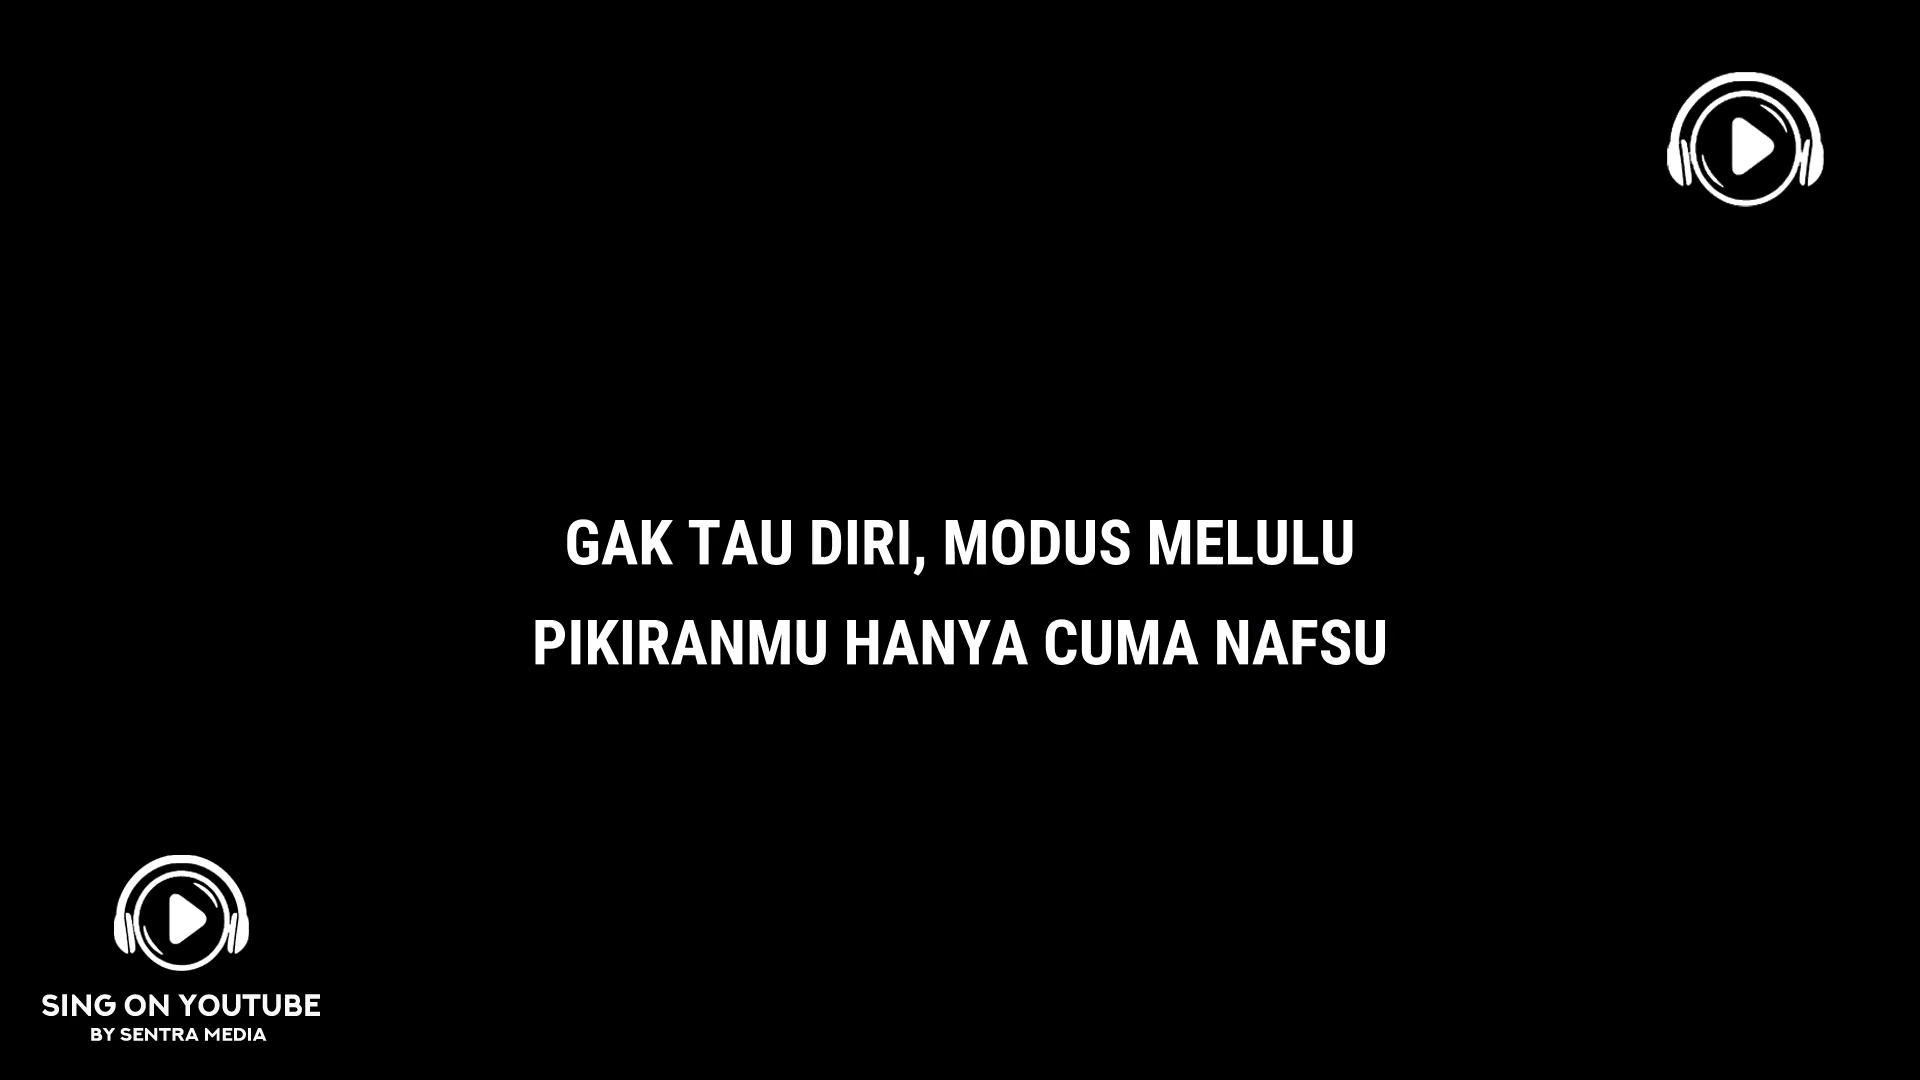 GAK TAU DIRI, MODUS MELULU
PIKIRANMU HANYA CUMA NAFSU
SING ON YOUTUBE
BY SENTRA MEDIA